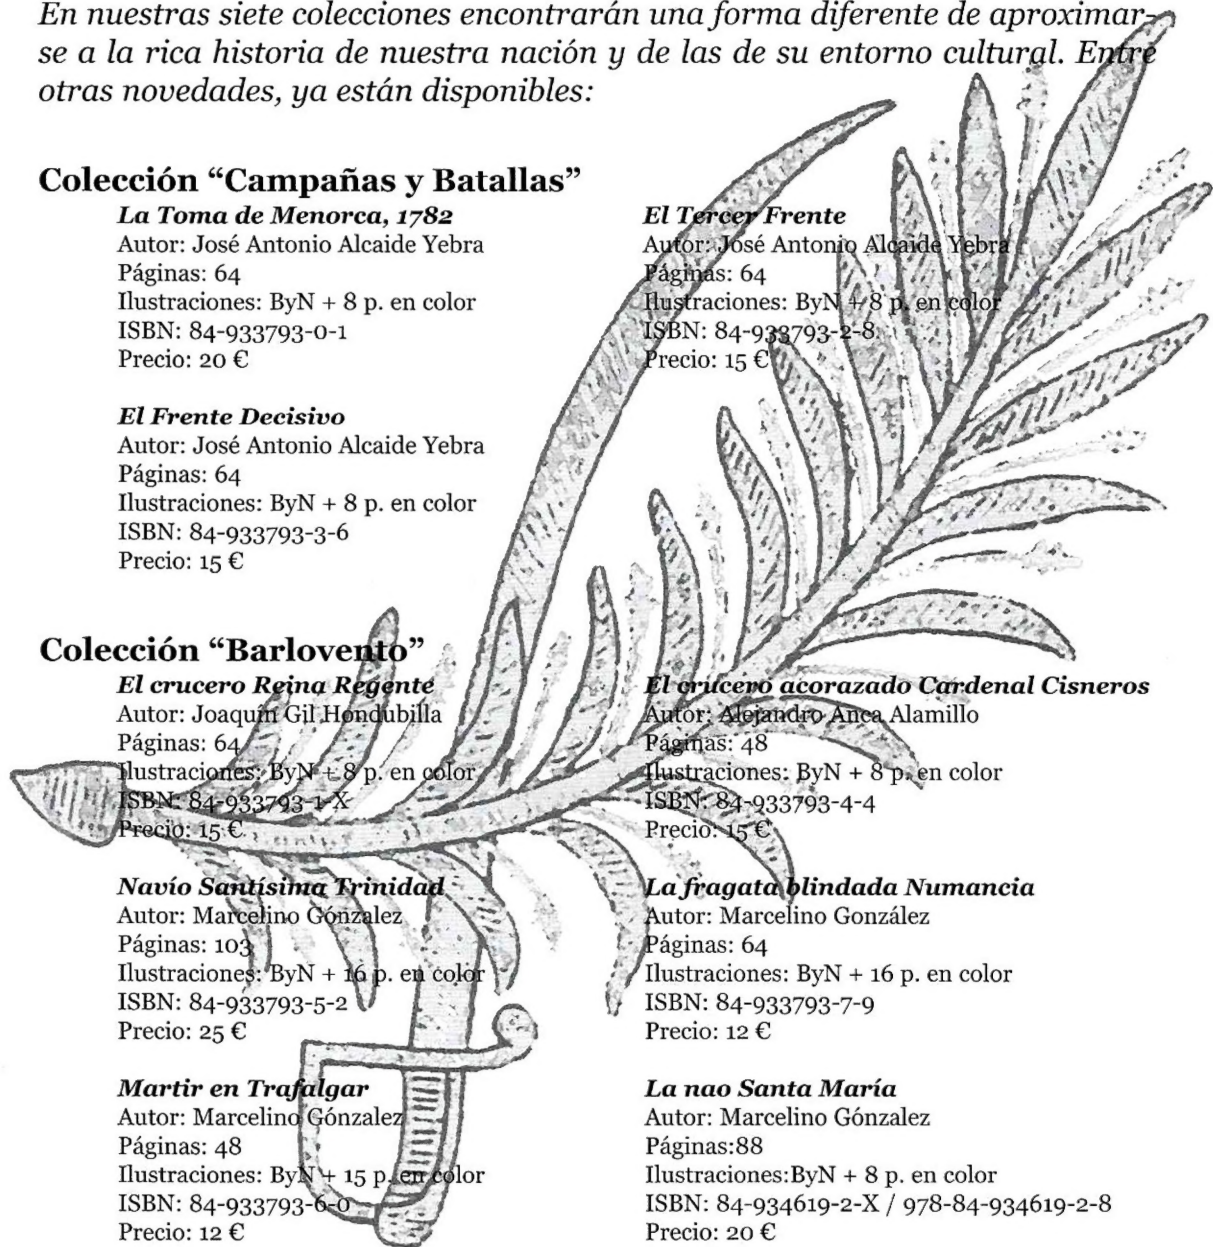 En nuestras siete colecciones encontrarán una forma diferente de aproximar-
se a la rica historia de nuestra nación y de las de su entorno cultural. Entre
otras novedades, ya están disponibles:
Colección “Campañas y Batallas”
La Toma de Menorca, 1782
Autor: José Antonio Alcaide Yebra
Páginas: 64
Ilustraciones: ByN + 8 p. en color
ISBN: 84-933793-0-1
Precio: 20 €
El Tercer Frente
Autor: José Antonio Alcaide Yebra
Páginas: 64
Ilustraciones: ByN + 8 p. en color
ISBN: 84-933793-2-8
Precio: 15 €
El Frente Decisivo
Autor: José Antonio Alcaide Yebra
Páginas: 64
Ilustraciones: ByN + 8 p. en color
ISBN: 84-933793-3-6
Precio: 15 €
Colección “Barlovento”
El crucero Reina Regente
Autor: Joaquín Gil Hondubilla
Páginas: 64
Ilustraciones: ByN + 8 p. en color
ISBN: 84-933793-1-X
Precio: 15 €
El crucero acorazado Cardenal Cisneros
Autor: Alejandro Anca Alamillo
Páginas: 48
Ilustraciones: ByN + 8 p. en color
ISBN: 84-933793-4-4
Precio: 15 €
Navío Santísima Trinidad
Autor: Marcelino Gónzalez
Páginas: 103
Ilustraciones: ByN + 16 p. en color
ISBN: 84-933793-5-2
Precio: 25 €
La fragata blindada Numancia
Autor: Marcelino González
Páginas: 64
Ilustraciones: ByN + 16 p. en color
ISBN: 84-933793-7-9
Precio: 12 €
Martir en Trafalgar
Autor: Marcelino Gónzalez
Páginas: 48
Ilustraciones: ByN + 15 p. en color
ISBN: 84-933793-6-0
Precio: 12 €
La nao Santa María
Autor: Marcelino Gónzalez
Páginas:88
Ilustraciones:ByN + 8 p. en color
ISBN: 84-934619-2-X / 978-84-934619-2-8
Precio: 20 €